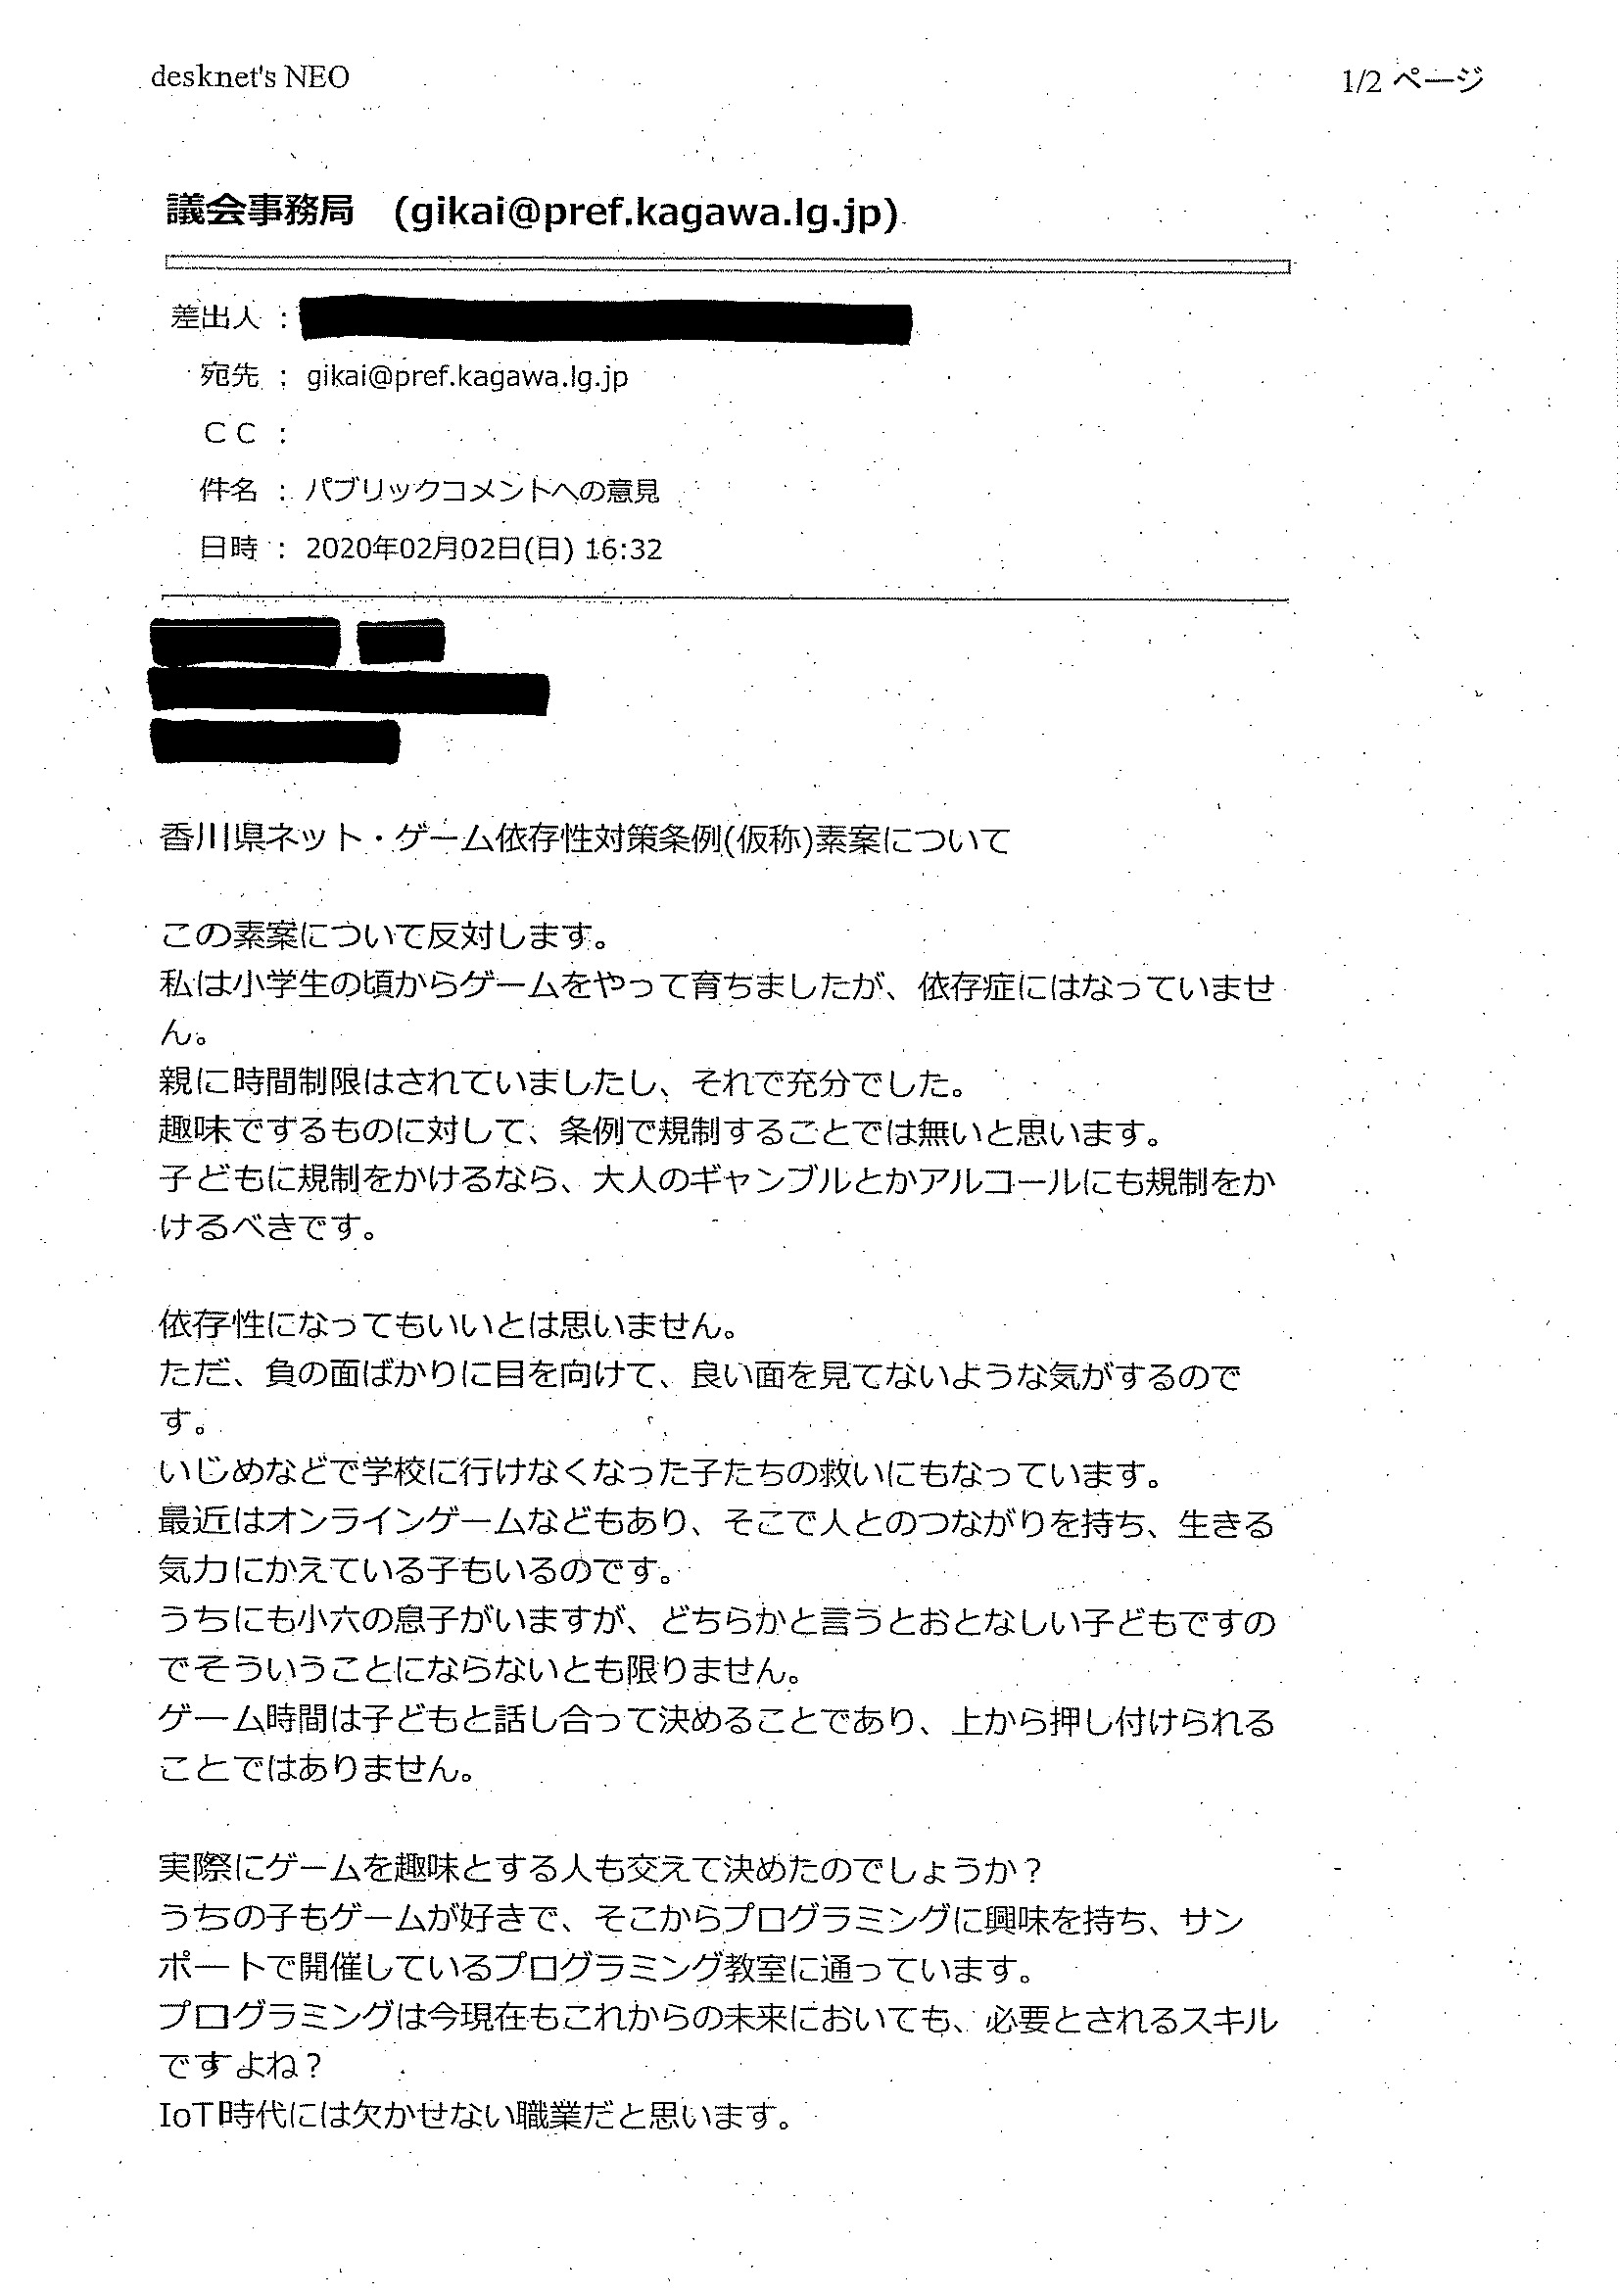 desknet's NEO
1/2 ページ
議会事務局 (gikai@pref.kagawa.lg.jp)
差出人 :
宛先 : gikai@pref.kagawa.lg.jp
CC :
件名 : パブリックコメントへの意見
日時 : 2020年02月02日(日) 16:32
香川県ネット・ゲーム依存性対策条例(仮称)素案について
この素案について反対します。
私は小学生の頃からゲームをやって育ちましたが、依存症にはなっていませ
ん。
親に時間制限はされていましたし、それで充分でした。
趣味でするものに対して、条例で規制することでは無いと思います。
子どもに規制をかけるなら、大人のギャンブルとかアルコールにも規制をか
けるべきです。
依存性になってもいいとは思いません。
ただ、負の面ばかりに目を向けて、良い面を見てないような気がするので
す。
いじめなどで学校に行けなくなった子たちの救いにもなっています。
最近はオンラインゲームなどもあり、そこで人とのつながりを持ち、生きる
気力にかえている子もいるのです。
うちにも小六の息子がいますが、どちらかと言うとおとなしい子どもですの
でそういうことにならないとも限りません。
ゲーム時間は子どもと話し合って決めることであり、上から押し付けられる
ことではありません。
実際にゲームを趣味とする人も交えて決めたのでしょうか？
うちの子もゲームが好きで、そこからプログラミングに興味を持ち、サン
ポートで開催しているプログラミング教室に通っています。
プログラミングは今現在もこれからの未来においても、必要とされるスキル
ですよね？
IoT時代には欠かせない職業だと思います。